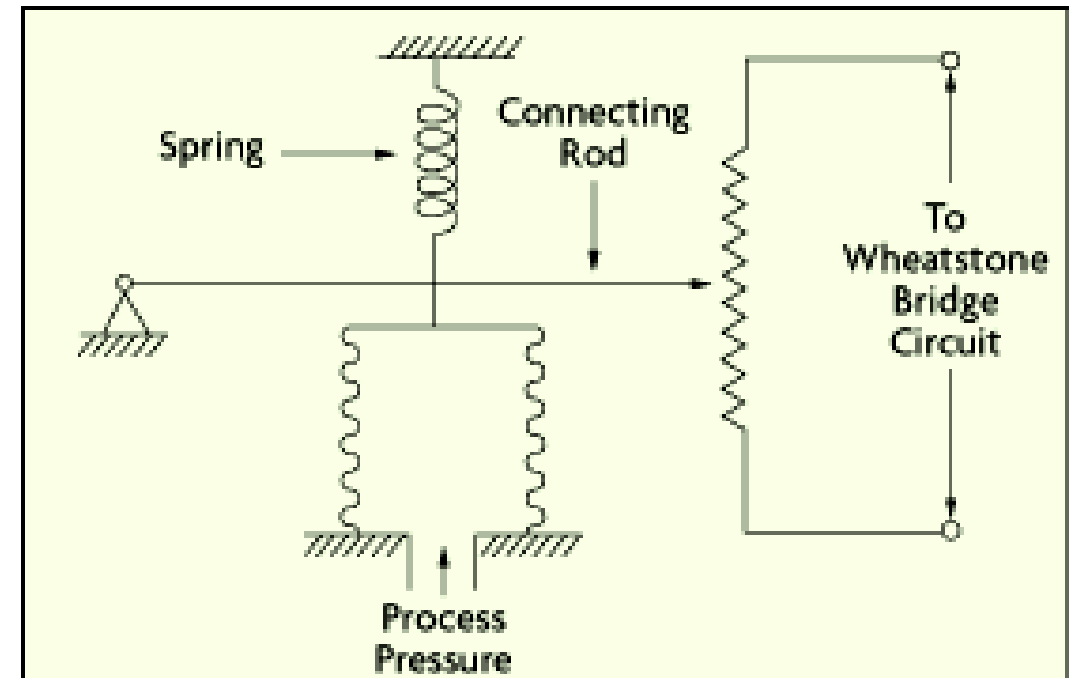 Spring
Connecting
Rod
To
Wheatstone
Bridge
Circuit
Process
Pressure